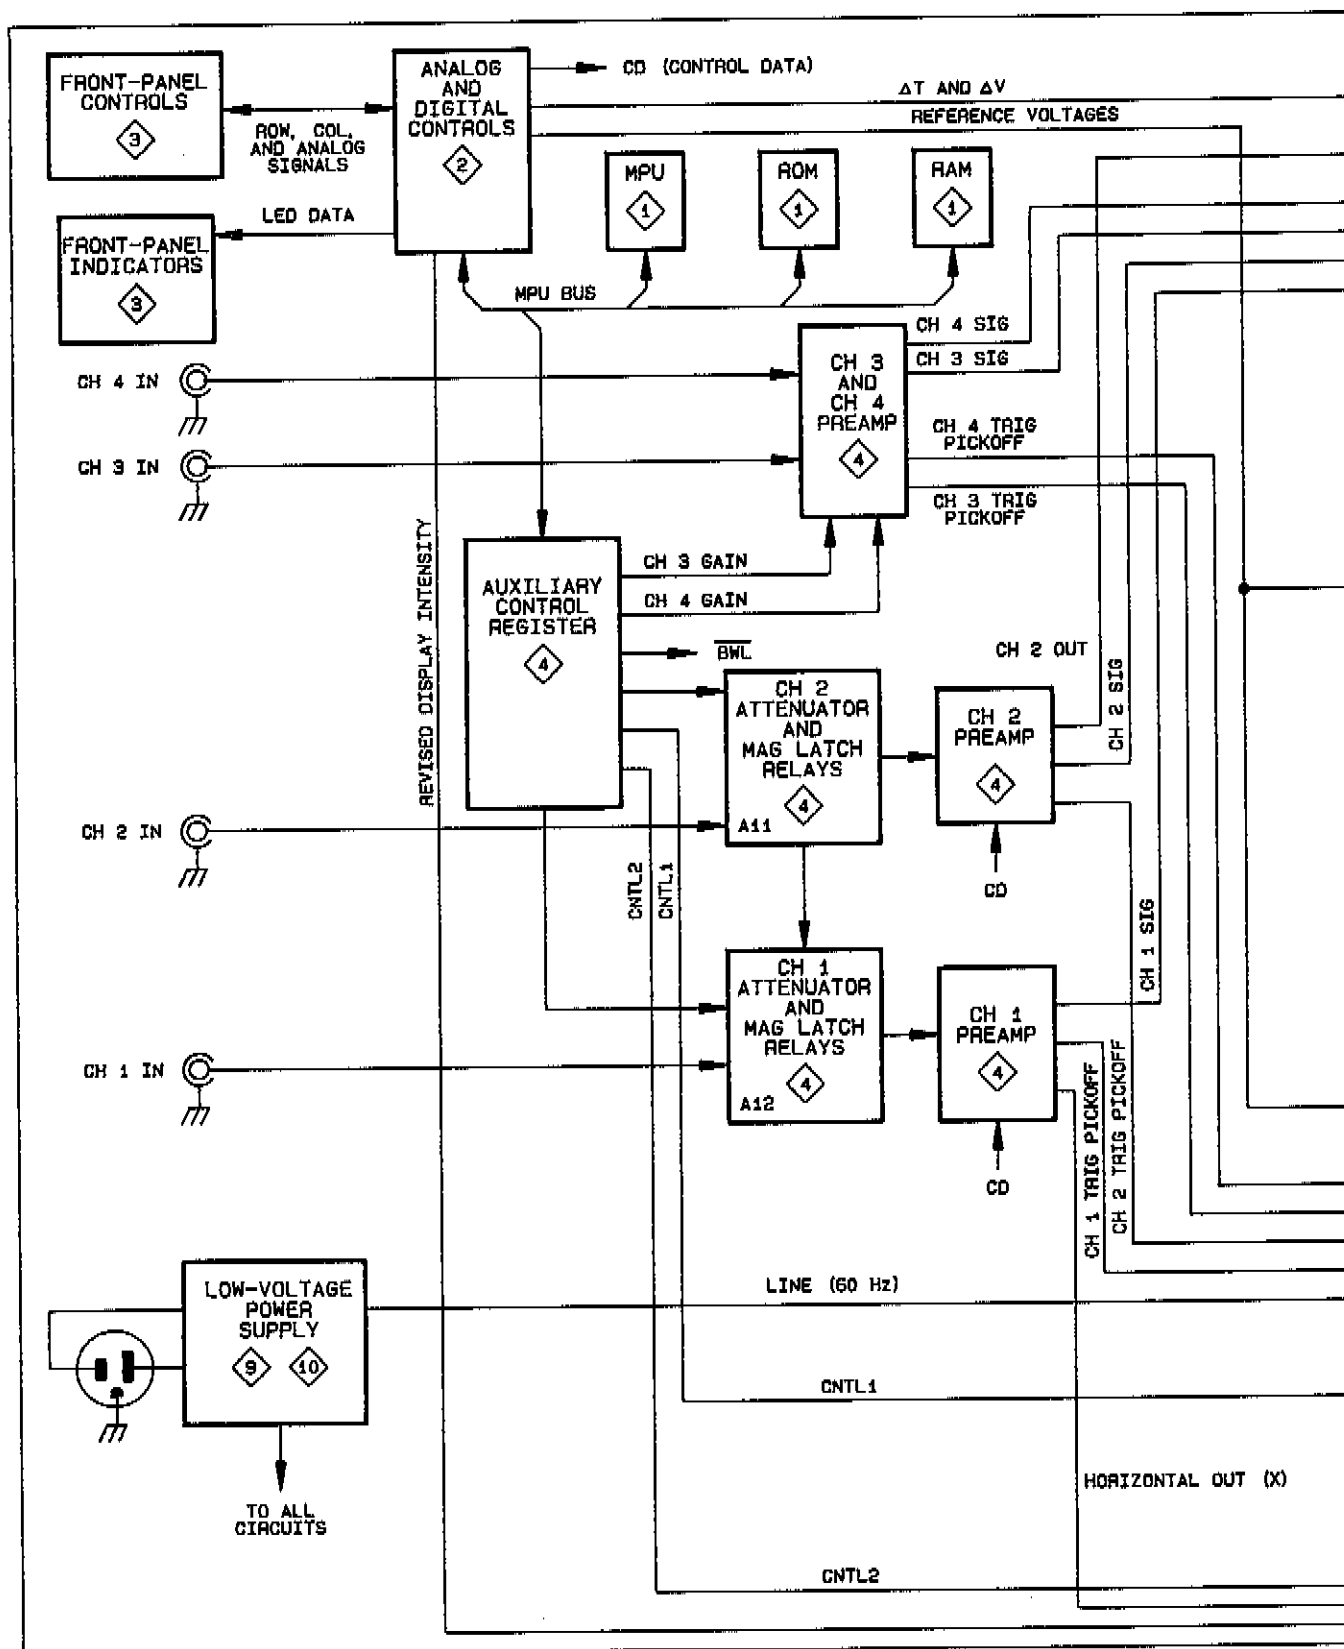 FRONT-PANEL
CONTROLS
3
ROW, COL,
AND ANALOG
SIGNALS
ANALOG
AND
DIGITAL
CONTROLS
2
CD (CONTROL DATA)
ΔT AND ΔV
REFERENCE VOLTAGES
MPU
1
ROM
1
RAM
1
LED DATA
FRONT-PANEL
INDICATORS
3
MPU BUS
CH 4 SIG
CH 3 SIG
CH 3
AND
CH 4
PREAMP
4
CH 4 IN
CH 3 IN
CH 4 TRIG
PICKOFF
CH 3 TRIG
PICKOFF
REVISED DISPLAY INTENSITY
AUXILIARY
CONTROL
REGISTER
4
CH 3 GAIN
CH 4 GAIN
BWL
CH 2 OUT
CH 2 SIG
CH 2
ATTENUATOR
AND
MAG LATCH
RELAYS
4
A11
CH 2
PREAMP
4
CD
CH 2 IN
CNTL2
CNTL1
CH 1 SIG
CH 1
ATTENUATOR
AND
MAG LATCH
RELAYS
4
A12
CH 1
PREAMP
4
CD
CH 1 IN
CH 1 TRIG PICKOFF
CH 2 TRIG PICKOFF
LOW-VOLTAGE
POWER
SUPPLY
9 10
LINE (60 Hz)
CNTL1
HORIZONTAL OUT (X)
TO ALL
CIRCUITS
CNTL2